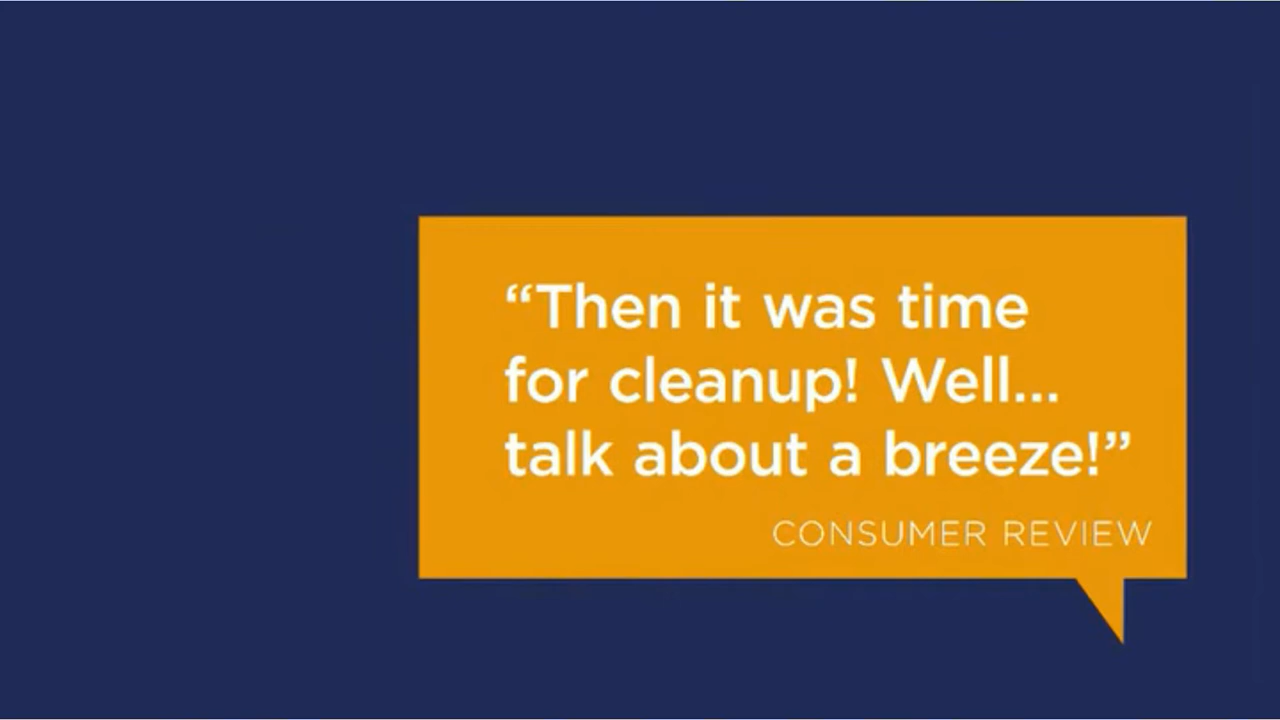 “Then it was time
for cleanup! Well...
talk about a breeze!”
CONSUMER REVIEW